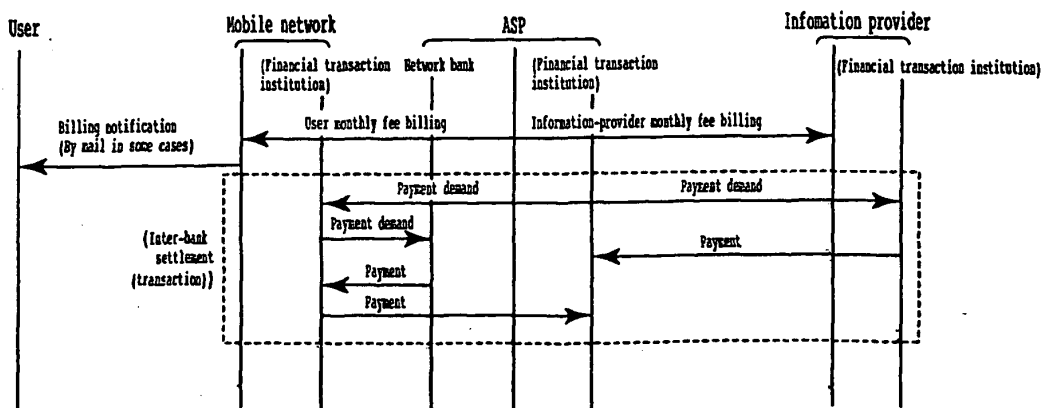 User
Mobile network
ASP
Infomation provider
(Financial transaction
institution)
Network bank
(Financial transaction
institution)
(Financial transaction institution)
User monthly fee billing
Information-provider monthly fee billing
Billing notification
(By mail in some cases)
Payment demand
Payment demand
Payment demand
(Inter-bank
settlement
(transaction))
Payment
Payment
Payment